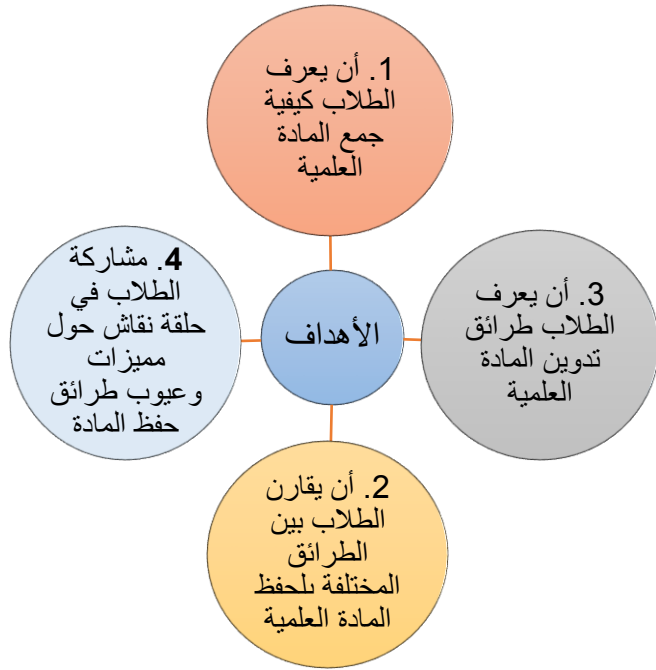 1. أن يعرف
الطلاب كيفية
جمع المادة
العلمية
الأهداف
3. أن يعرف
الطلاب طرائق
تدوين المادة
العلمية
2. أن يقارن
الطلاب بين
الطرائق
المختلفة بلحفظ
المادة العلمية
4. مشاركة
الطلاب في
حلقة نقاش حول
مميزات
وعيوب طرائق
حفظ المادة